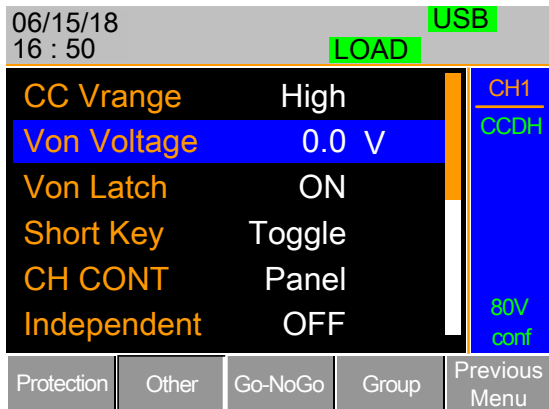 06/15/18
USB
16 : 50
LOAD
CC Vrange High
Von Voltage 0.0 V
Von Latch ON
Short Key Toggle
CH CONT Panel
Independent OFF
CH1
CCDH
80V
conf
Protection
Other
Go-NoGo
Group
Previous
Menu